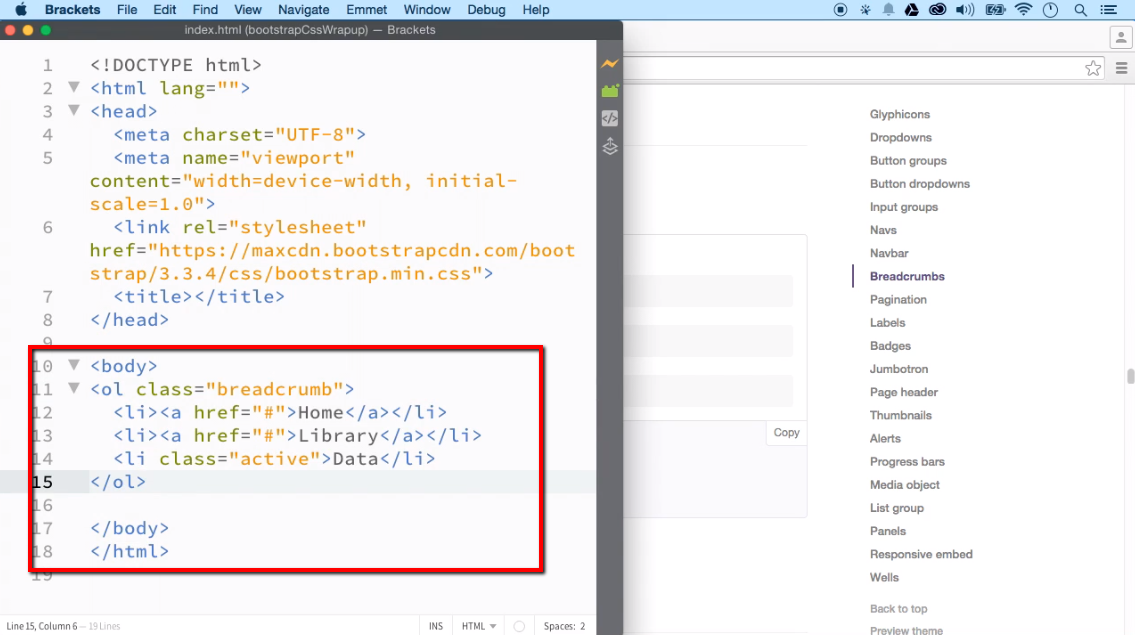 Brackets File Edit Find View Navigate Emmet Window Debug Help
index.html (bootstrapCssWrapup) — Brackets
1 <!DOCTYPE html>
2 <html lang="">
3 <head>
4 <meta charset="UTF-8">
5 <meta name="viewport"
content="width=device-width, initial-
scale=1.0">
6 <link rel="stylesheet"
href="https://maxcdn.bootstrapcdn.com/boot
strap/3.3.4/css/bootstrap.min.css">
7 <title></title>
8 </head>
9
10 <body>
11 <ol class="breadcrumb">
12 <li><a href="#">Home</a></li>
13 <li><a href="#">Library</a></li>
14 <li class="active">Data</li>
15 </ol>
16
17 </body>
18 </html>
19
Line 15, Column 6 — 19 Lines
INS HTML Spaces: 2
Copy
Glyphicons
Dropdowns
Button groups
Button dropdowns
Input groups
Navs
Navbar
Breadcrumbs
Pagination
Labels
Badges
Jumbotron
Page header
Thumbnails
Alerts
Progress bars
Media object
List group
Panels
Responsive embed
Wells
Back to top
Preview theme